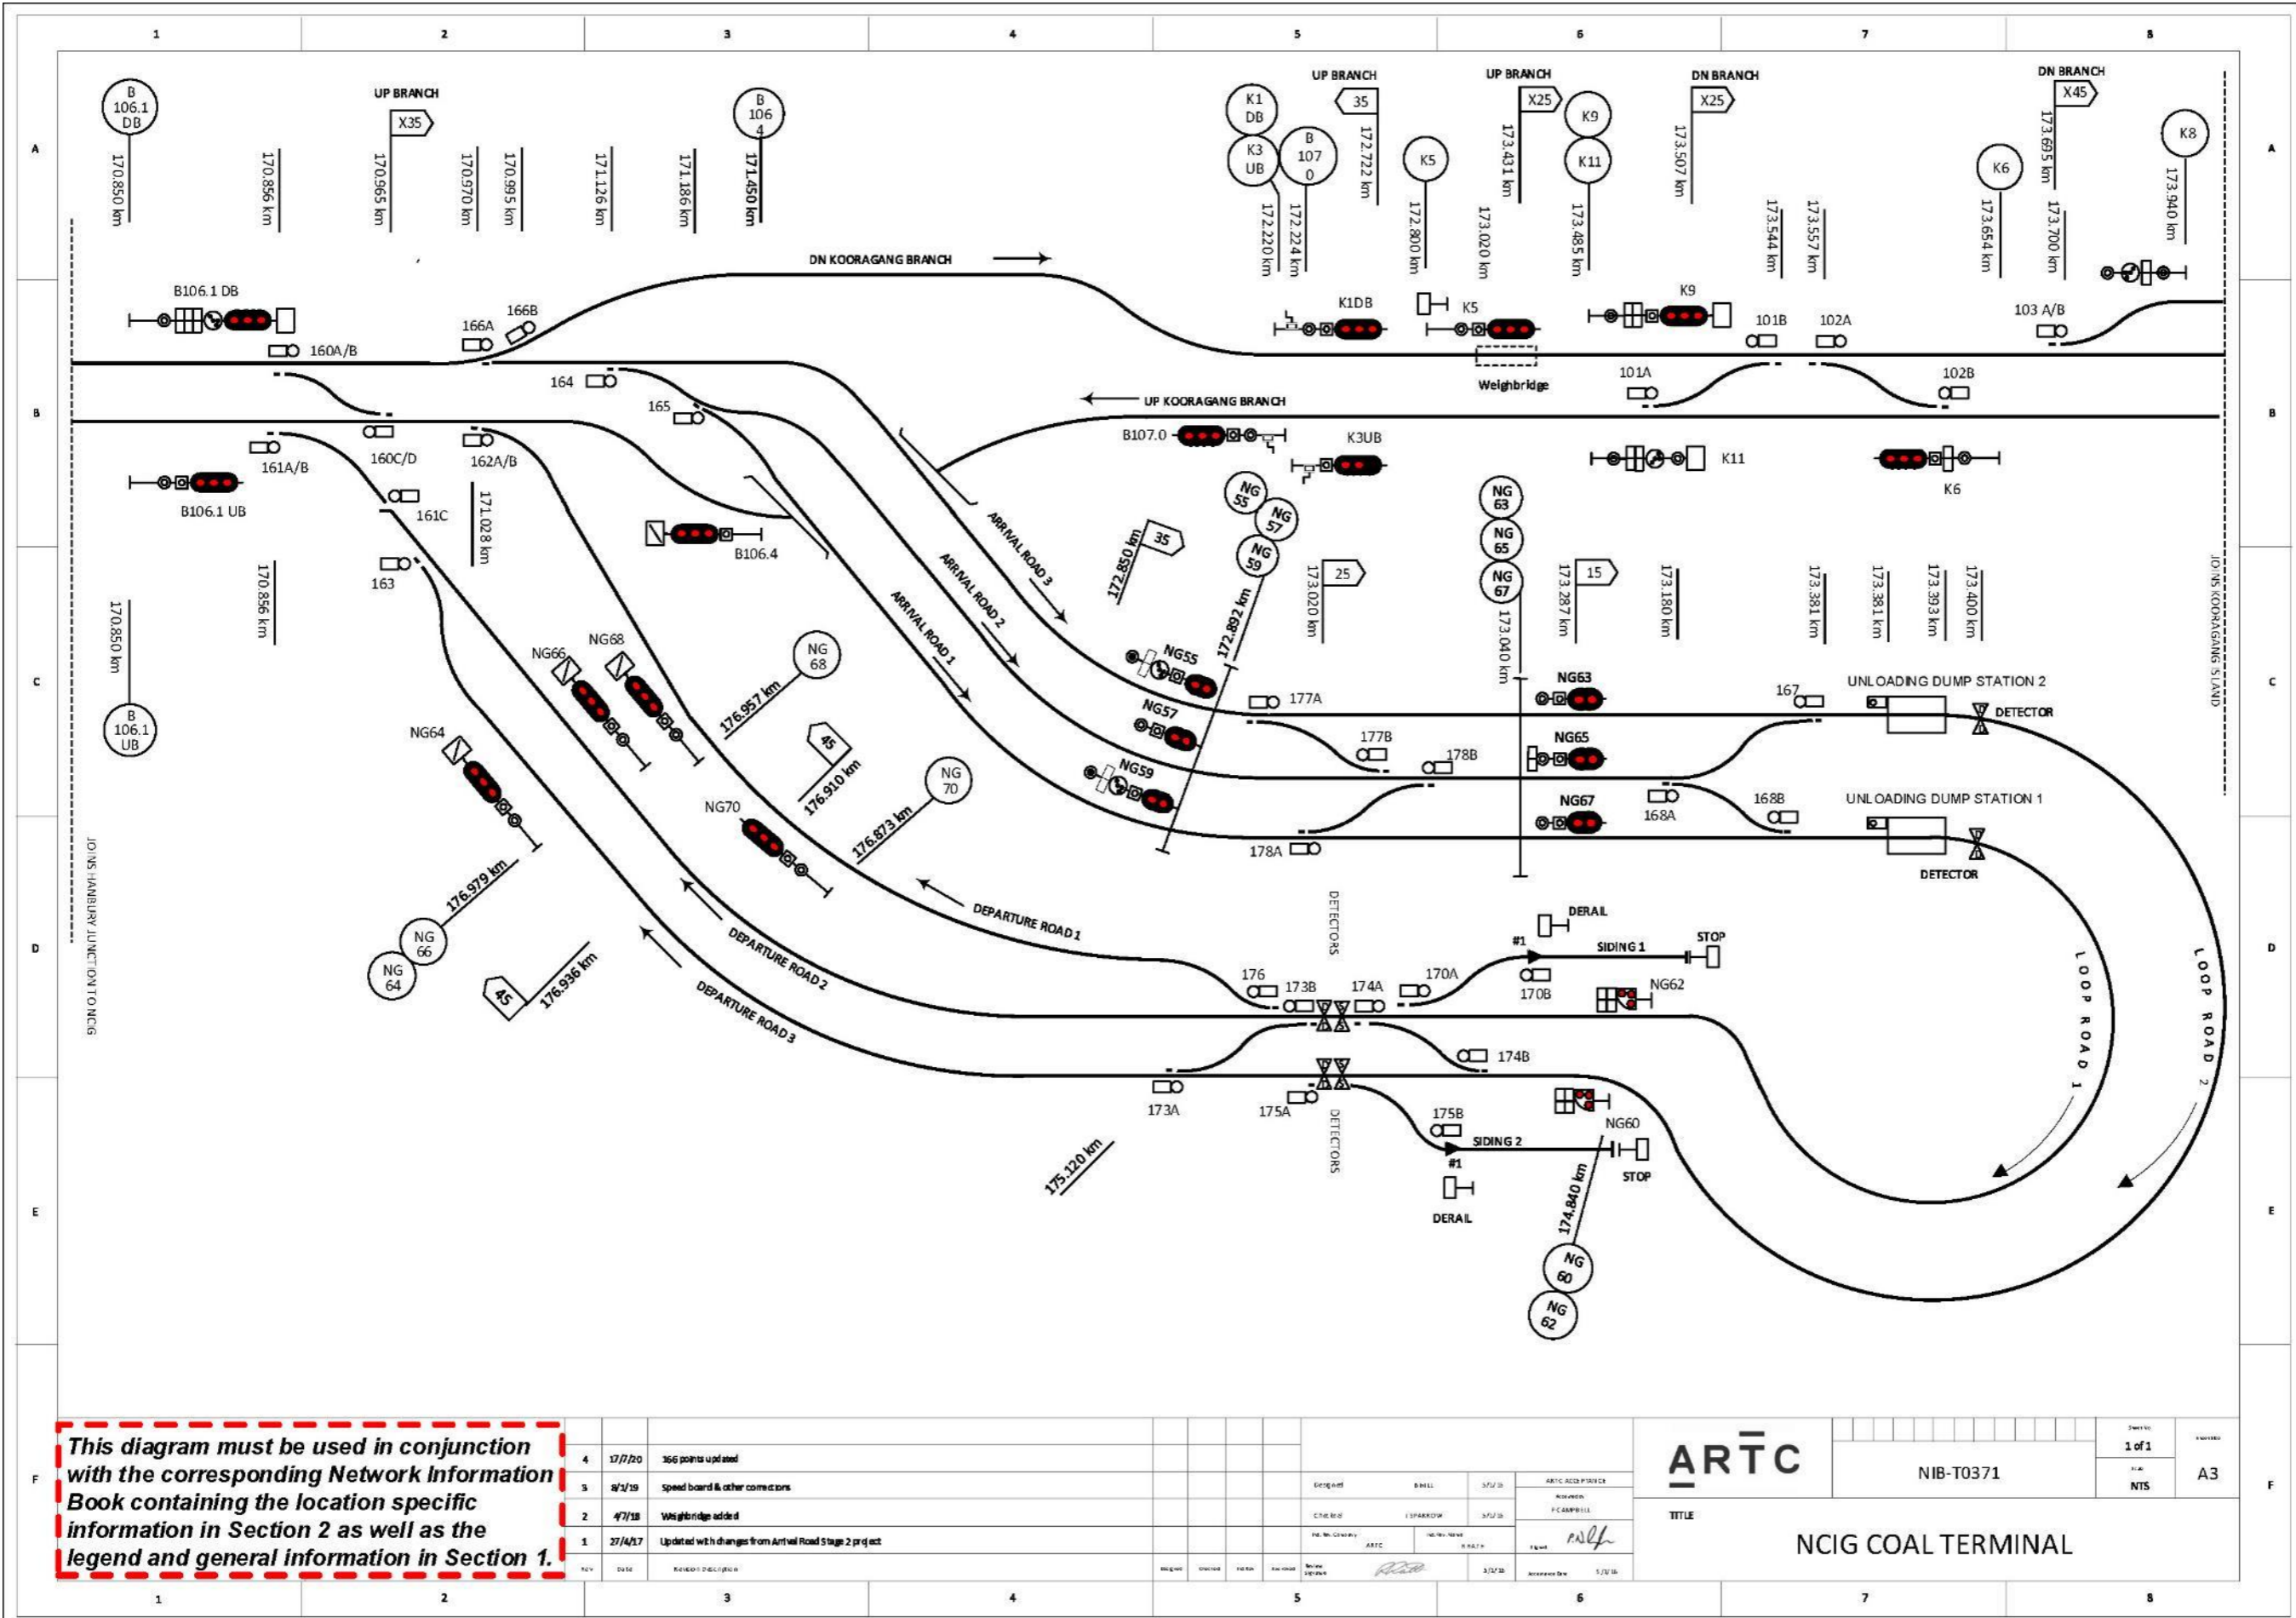 1 2 3 4 5 6 7 8
A
B
C
D
E
F
B
106.1
DB
170.850 km
170.856 km
UP BRANCH
X35
170.965 km
170.970 km
170.995 km
171.126 km
171.186 km
B
106
4
171.450 km
K1
DB
K3
UB
172.220 km
B
107
0
172.224 km
UP BRANCH
35
172.722 km
K5
172.800 km
173.020 km
UP BRANCH
X25
173.431 km
K9
K11
173.485 km
DN BRANCH
X25
173.507 km
173.544 km
173.557 km
K6
173.654 km
DN BRANCH
X45
173.695 km
173.700 km
K8
173.940 km
DN KOORAGANG BRANCH
B106.1 DB
160A/B
166A
166B
164
165
K1DB
K5
Weighbridge
K9
101B
102A
101A
102B
103 A/B
UP KOORAGANG BRANCH
B107.0
K3UB
K11
K6
161A/B
160C/D
162A/B
B106.1 UB
161C
171.028 km
163
B106.4
170.850 km
170.856 km
B
106.1
UB
ARRIVAL ROAD 3
ARRIVAL ROAD 2
ARRIVAL ROAD 1
172.850 km
35
NG
55
NG
57
NG
59
172.892 km
173.020 km
25
NG
63
NG
65
NG
67
173.040 km
173.287 km
15
173.180 km
173.381 km
173.381 km
173.393 km
173.400 km
JOINS KOORAGANG ISLAND
NG55
NG57
NG59
177A
177B
178B
178A
NG63
NG65
NG67
167
168A
168B
UNLOADING DUMP STATION 2
DETECTOR
UNLOADING DUMP STATION 1
DETECTOR
NG66
NG68
NG64
NG70
NG
68
176.957 km
45
176.910 km
NG
70
176.873 km
176.979 km
NG
66
NG
64
45
176.936 km
JOINS HANBURY JUNCTION TO NCIG
DEPARTURE ROAD 1
DEPARTURE ROAD 2
DEPARTURE ROAD 3
DETECTORS
DERAIL
#1
SIDING 1
STOP
176
173B
174A
170A
170B
NG62
174B
173A
175A
DETECTORS
175B
SIDING 2
#1
DERAIL
NG60
STOP
175.120 km
174.840 km
NG
60
NG
62
LOOP ROAD 1
LOOP ROAD 2
This diagram must be used in conjunction
with the corresponding Network Information
Book containing the location specific
information in Section 2 as well as the
legend and general information in Section 1.
4 17/7/20 166 points updated
3 8/1/19 Speed board & other corrections
2 4/7/18 Weighbridge added
1 27/4/17 Updated with changes from Arrival Road Stage 2 project
Rev Date Revision Description
Designed
Checked
ARTC
ARTC ACCEPTANCE
P CAMPBELL
ARTC
NIB-T0371
1 of 1
NTS
A3
TITLE
NCIG COAL TERMINAL
1 2 3 4 5 6 7 8